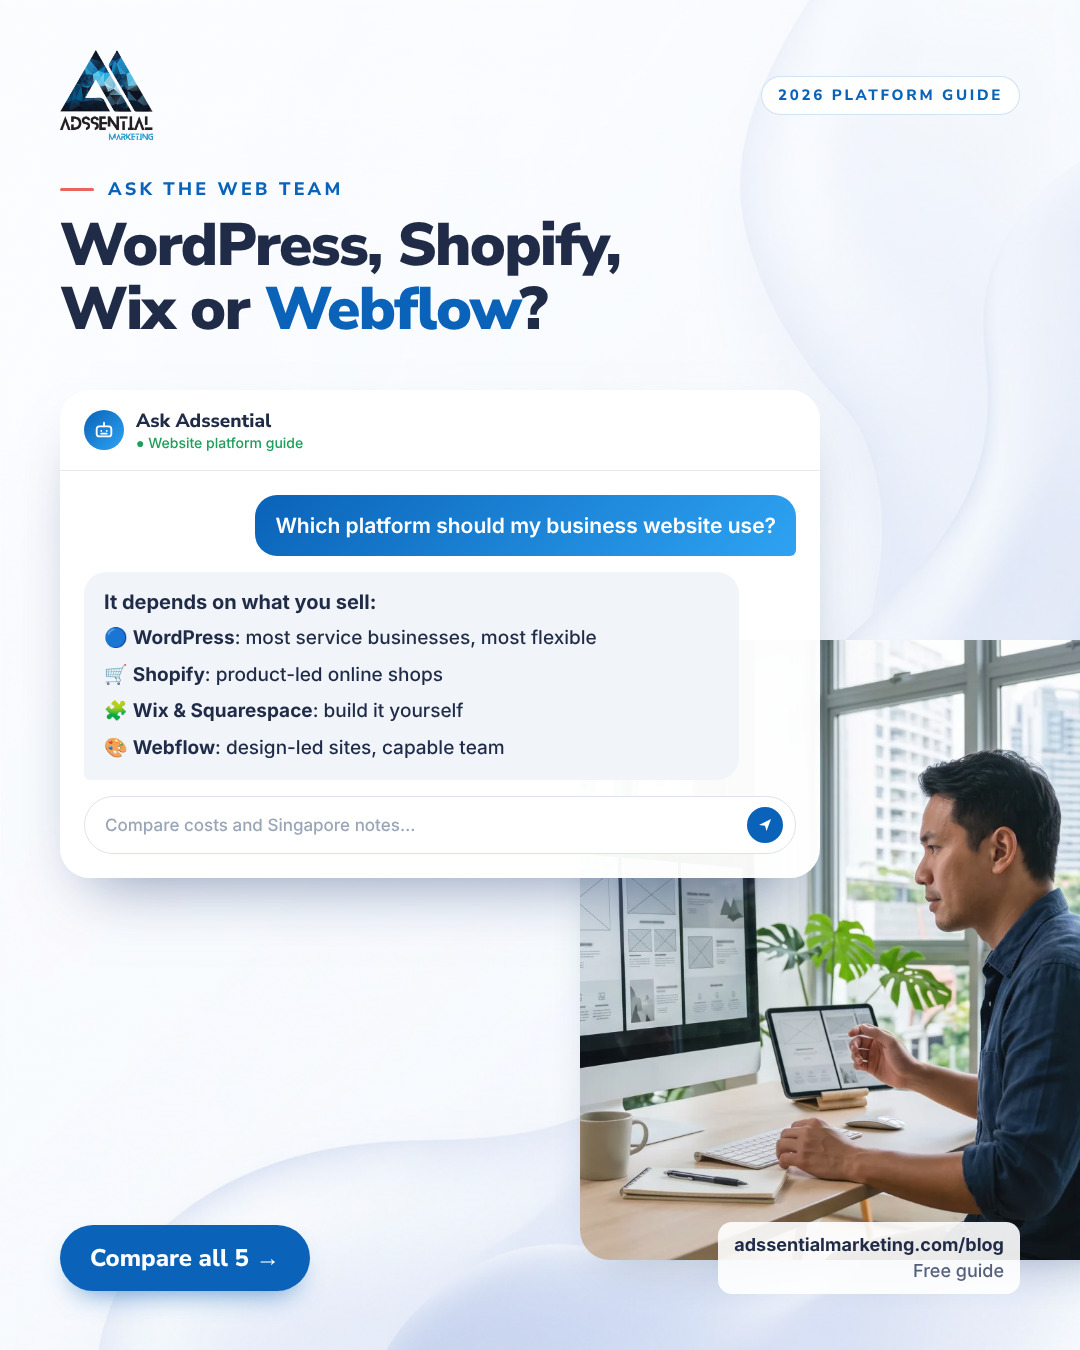 ADSSENTIAL
MARKETING
2026 PLATFORM GUIDE
ASK THE WEB TEAM
WordPress, Shopify,
Wix or Webflow?
Ask Adssential
● Website platform guide
Which platform should my business website use?
It depends on what you sell:
🔵 WordPress: most service businesses, most flexible
🛒 Shopify: product-led online shops
🧩 Wix & Squarespace: build it yourself
🎨 Webflow: design-led sites, capable team
Compare costs and Singapore notes...
Compare all 5 →
adssentialmarketing.com/blog
Free guide